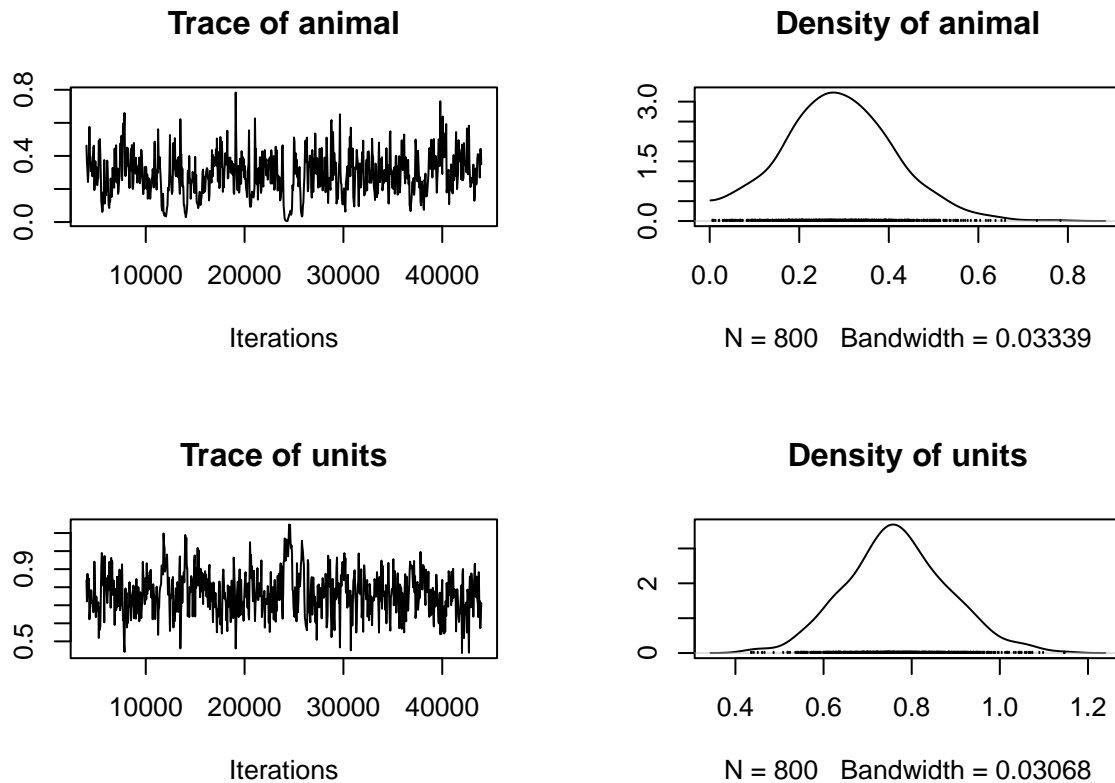 Trace of animal
0.0 0.4 0.8
10000 20000 30000 40000
Iterations
Density of animal
0.0 1.5 3.0
0.0 0.2 0.4 0.6 0.8
N = 800 Bandwidth = 0.03339
Trace of units
0.5 0.9
10000 20000 30000 40000
Iterations
Density of units
0 2
0.4 0.6 0.8 1.0 1.2
N = 800 Bandwidth = 0.03068